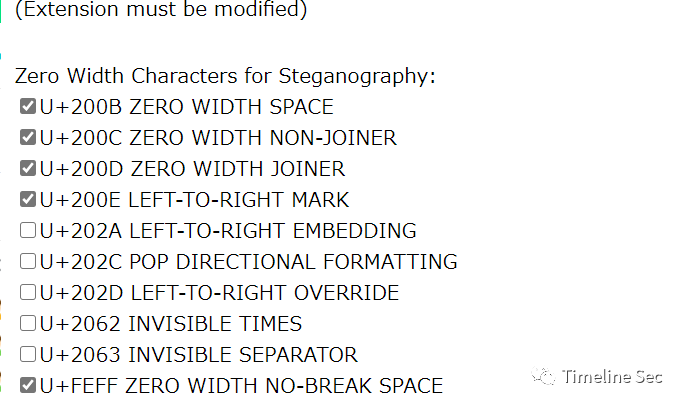 (Extension must be modified)
Zero Width Characters for Steganography:
U+200B ZERO WIDTH SPACE
U+200C ZERO WIDTH NON-JOINER
U+200D ZERO WIDTH JOINER
U+200E LEFT-TO-RIGHT MARK
U+202A LEFT-TO-RIGHT EMBEDDING
U+202C POP DIRECTIONAL FORMATTING
U+202D LEFT-TO-RIGHT OVERRIDE
U+2062 INVISIBLE TIMES
U+2063 INVISIBLE SEPARATOR
U+FEFF ZERO WIDTH NO-BREAK SPACE
Timeline Sec